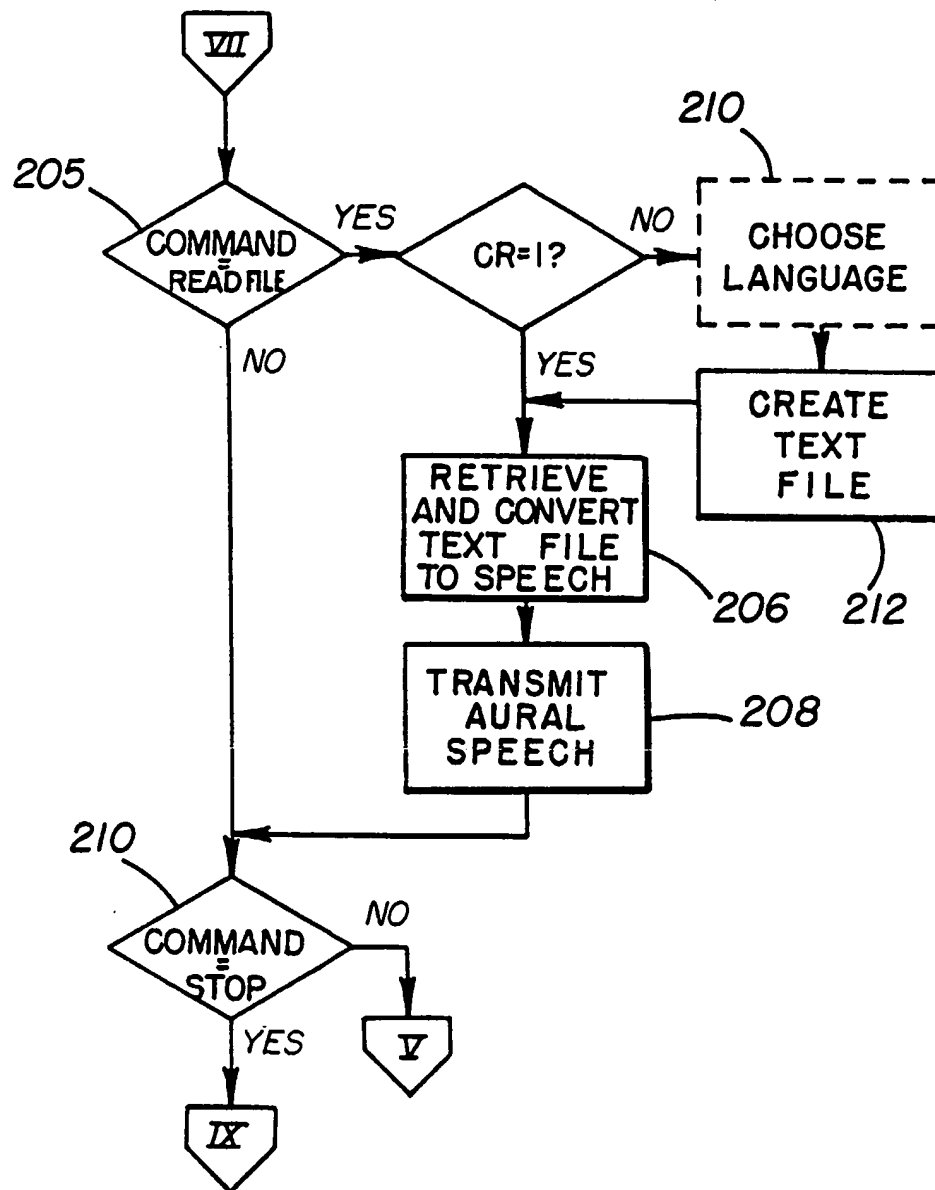 VII
210
205
COMMAND
=
READ FILE
YES
CR=1?
NO
CHOOSE
LANGUAGE
NO
YES
CREATE
TEXT
FILE
RETRIEVE
AND CONVERT
TEXT FILE
TO SPEECH
206
212
TRANSMIT
AURAL
SPEECH
208
210
COMMAND
=
STOP
NO
YES
V
IX